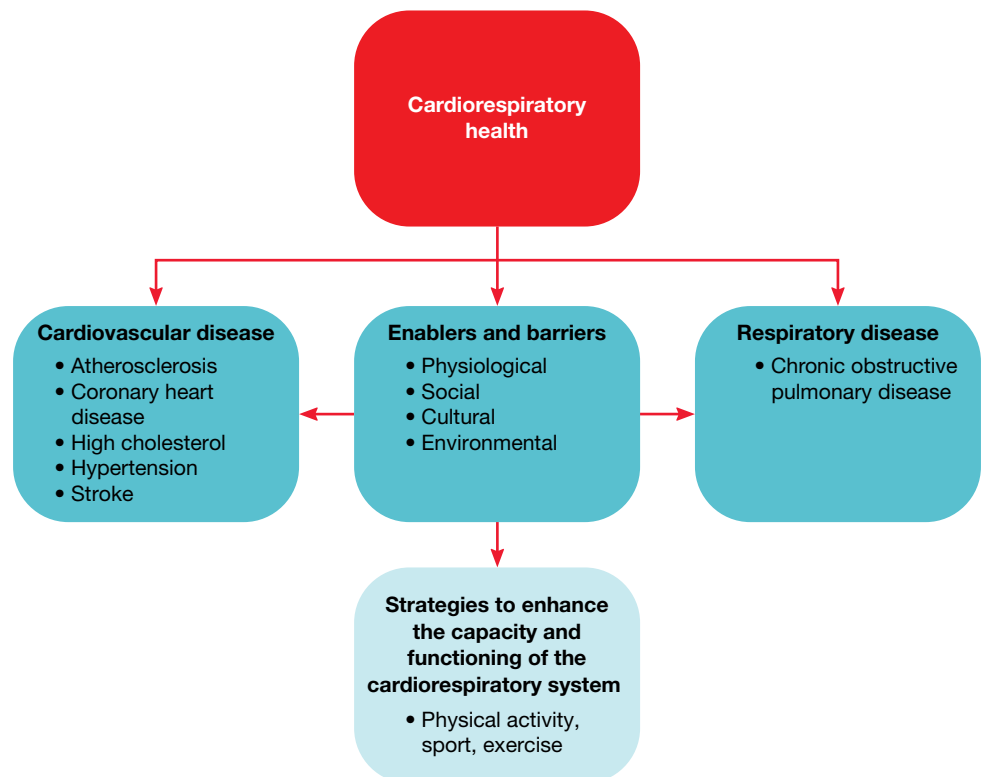 Cardiorespiratory
health
Cardiovascular disease
• Atherosclerosis
• Coronary heart
disease
• High cholesterol
• Hypertension
• Stroke
Enablers and barriers
• Physiological
• Social
• Cultural
• Environmental
Respiratory disease
• Chronic obstructive
pulmonary disease
Strategies to enhance
the capacity and
functioning of the
cardiorespiratory system
• Physical activity,
sport, exercise